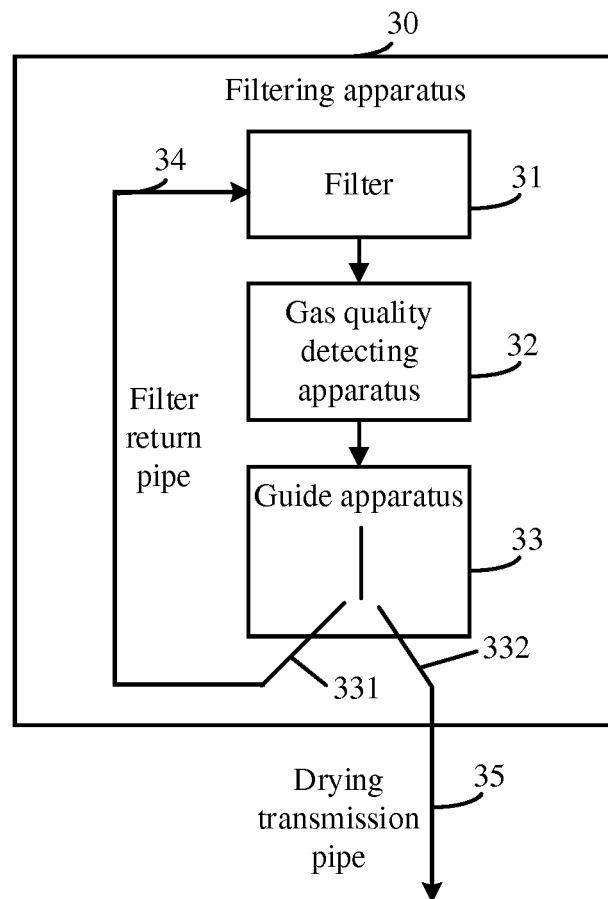 30
Filtering apparatus
34
Filter
31
Gas quality
detecting
apparatus
32
Filter
return
pipe
Guide apparatus
33
332
331
Drying
transmission
pipe
35